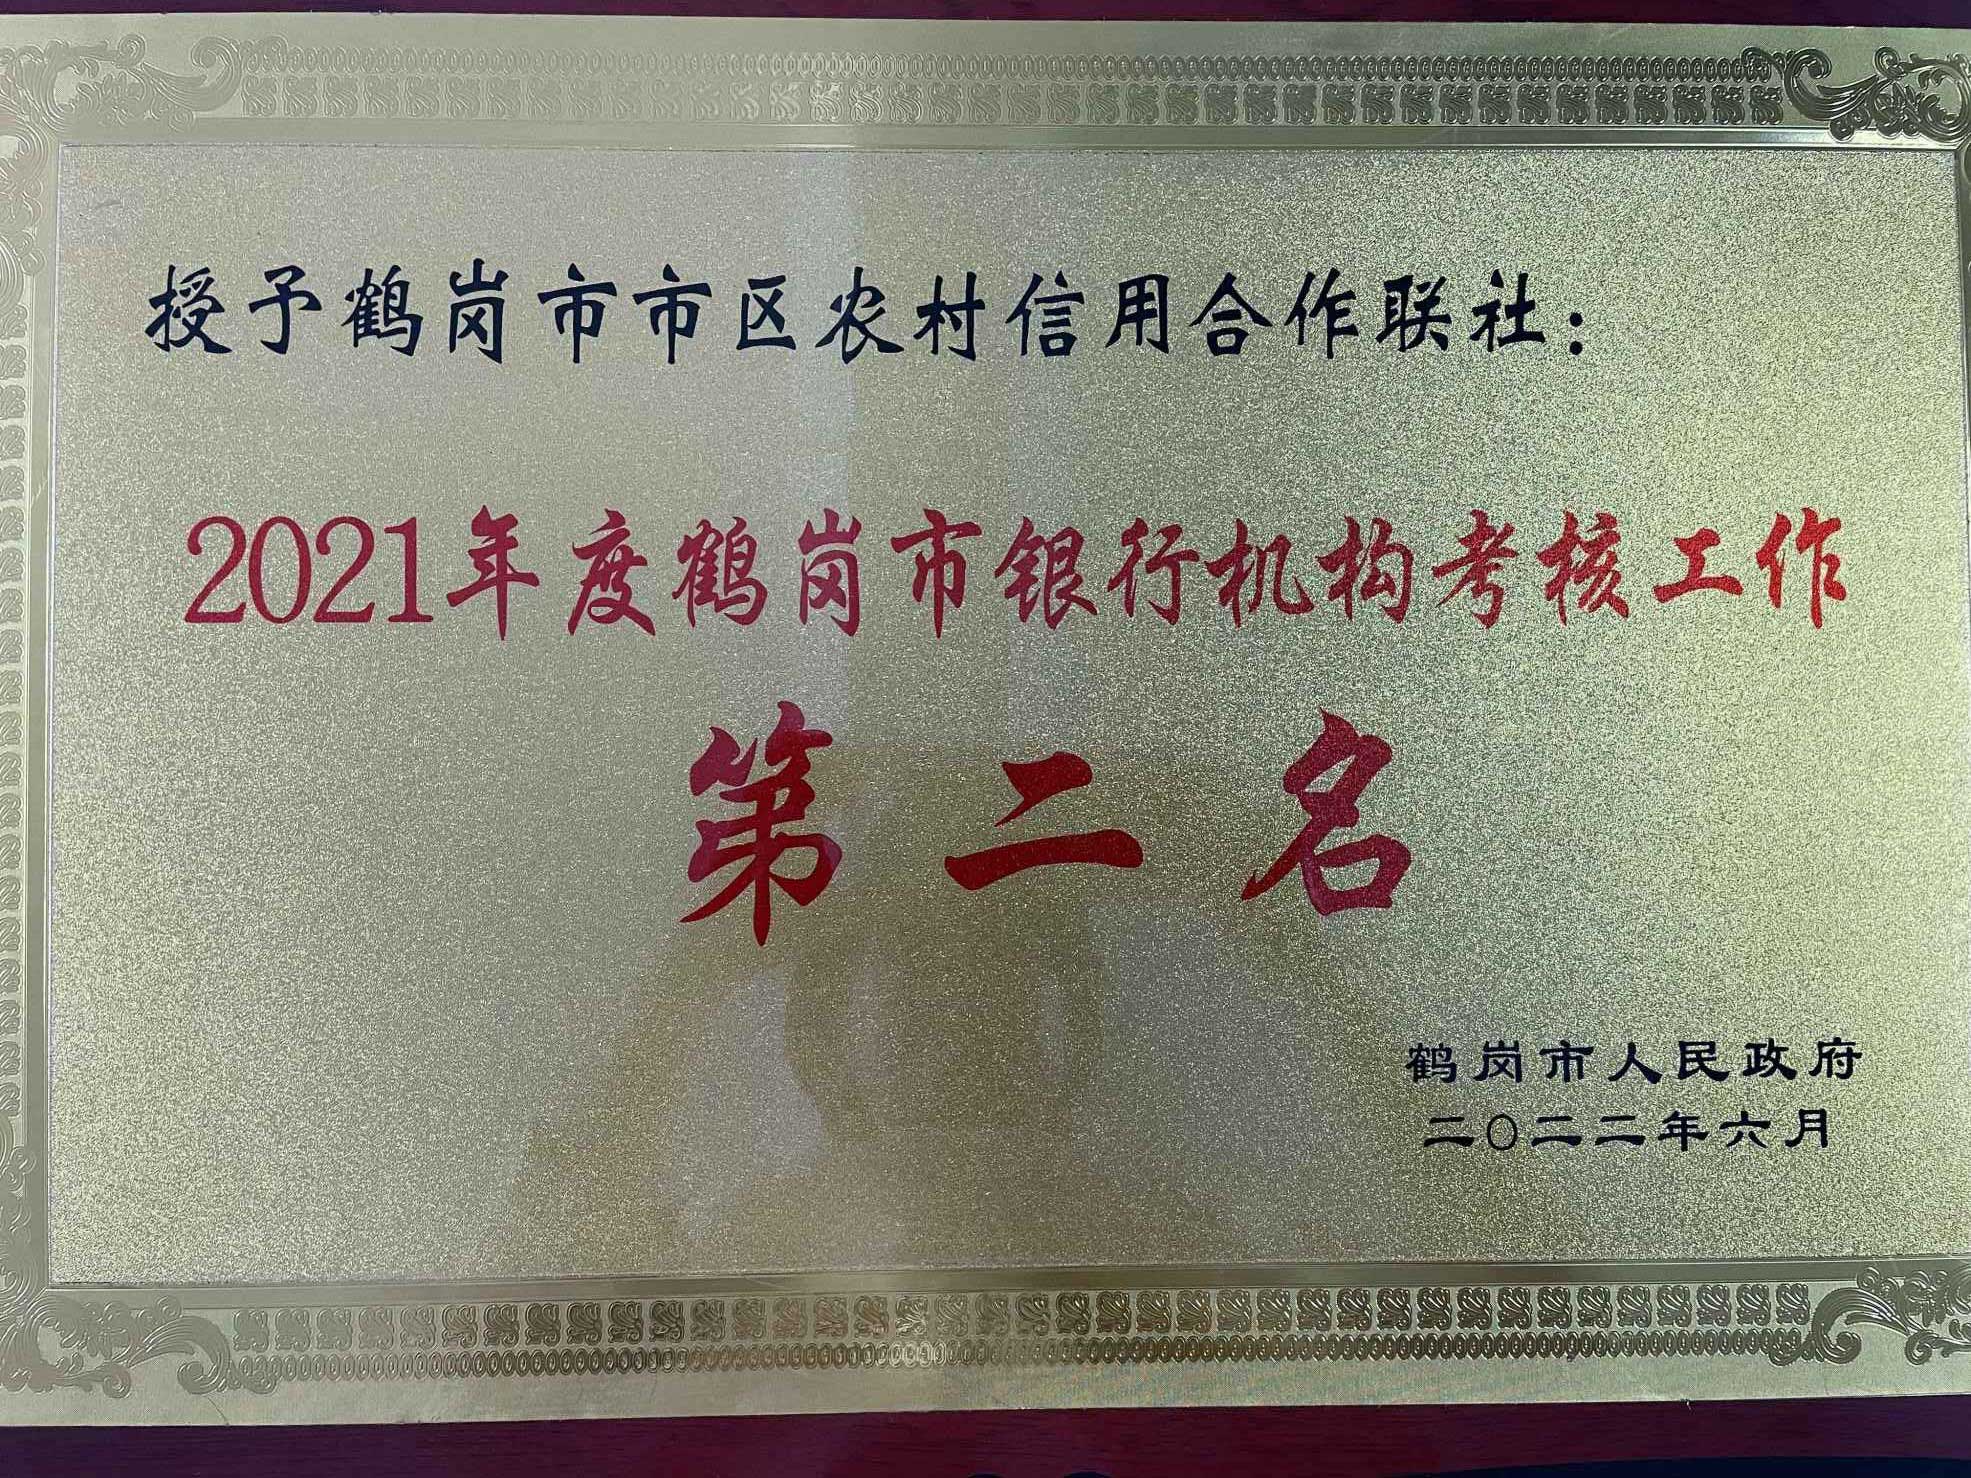 授予鹤岗市市区农村信用合作联社：
2021年度鹤岗市银行机构考核工作
第二名
鹤岗市人民政府
二〇二二年六月